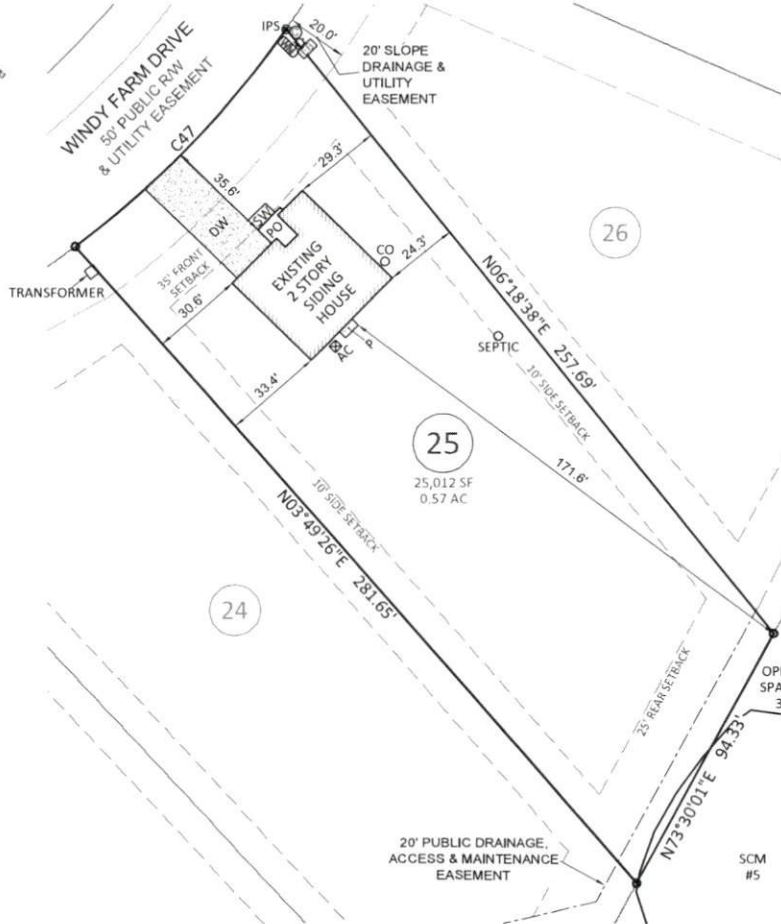 IPS
WM
20.0'
20' SLOPE
DRAINAGE &
UTILITY
EASEMENT
WINDY FARM DRIVE
50' PUBLIC R/W
& UTILITY EASEMENT
C47
35.6'
29.3'
DW
SW
PO
35' FRONT
SETBACK
TRANSFORMER
30.6'
EXISTING
2 STORY
SIDING
HOUSE
CO
24.3'
26
N06°18'38"E 257.69'
SEPTIC
10' SIDE SETBACK
AC
P
33.4'
25
25,012 SF
0.57 AC
171.6'
10' SIDE SETBACK
N03°49'26"E 281.65'
24
25' REAR SETBACK
N73°30'01"E 94.33'
20' PUBLIC DRAINAGE,
ACCESS & MAINTENANCE
EASEMENT
SCM
#5